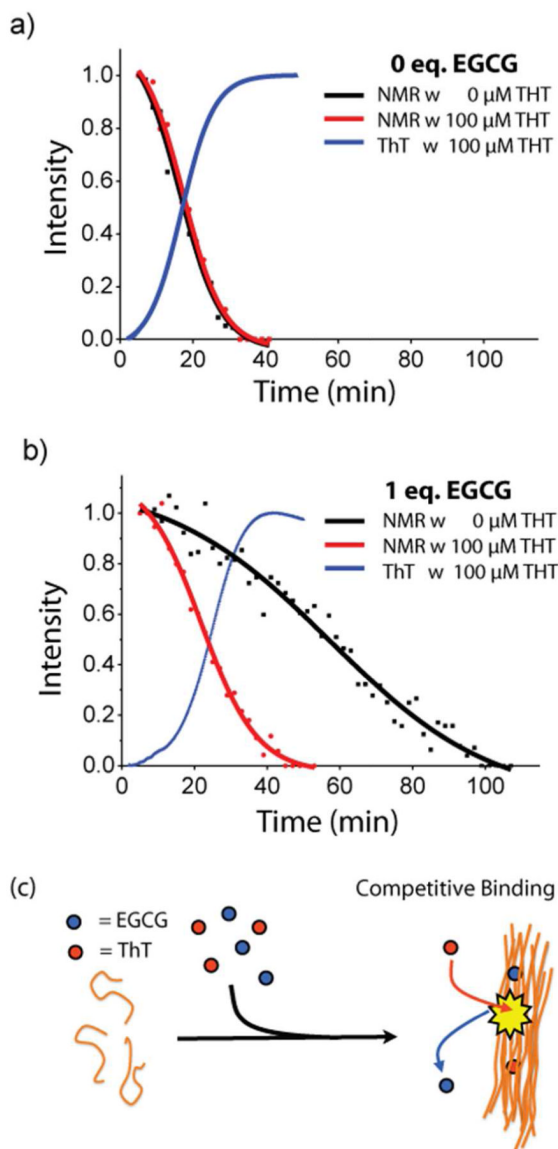 a)
0 eq. EGCG
NMR w 0 μM THT
NMR w 100 μM THT
ThT w 100 μM THT
Intensity
1.0
0.8
0.6
0.4
0.2
0.0
0 20 40 60 80 100
Time (min)
b)
1 eq. EGCG
NMR w 0 μM THT
NMR w 100 μM THT
ThT w 100 μM THT
Intensity
1.0
0.8
0.6
0.4
0.2
0.0
0 20 40 60 80 100
Time (min)
(c)
Competitive Binding
= EGCG
= ThT